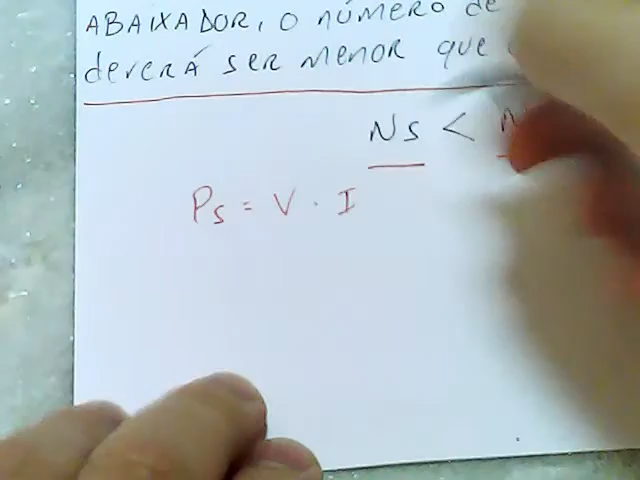 ABAIXADOR, O NÚMERO de
deverÁ ser menor que
Ns <
Ps = V . I